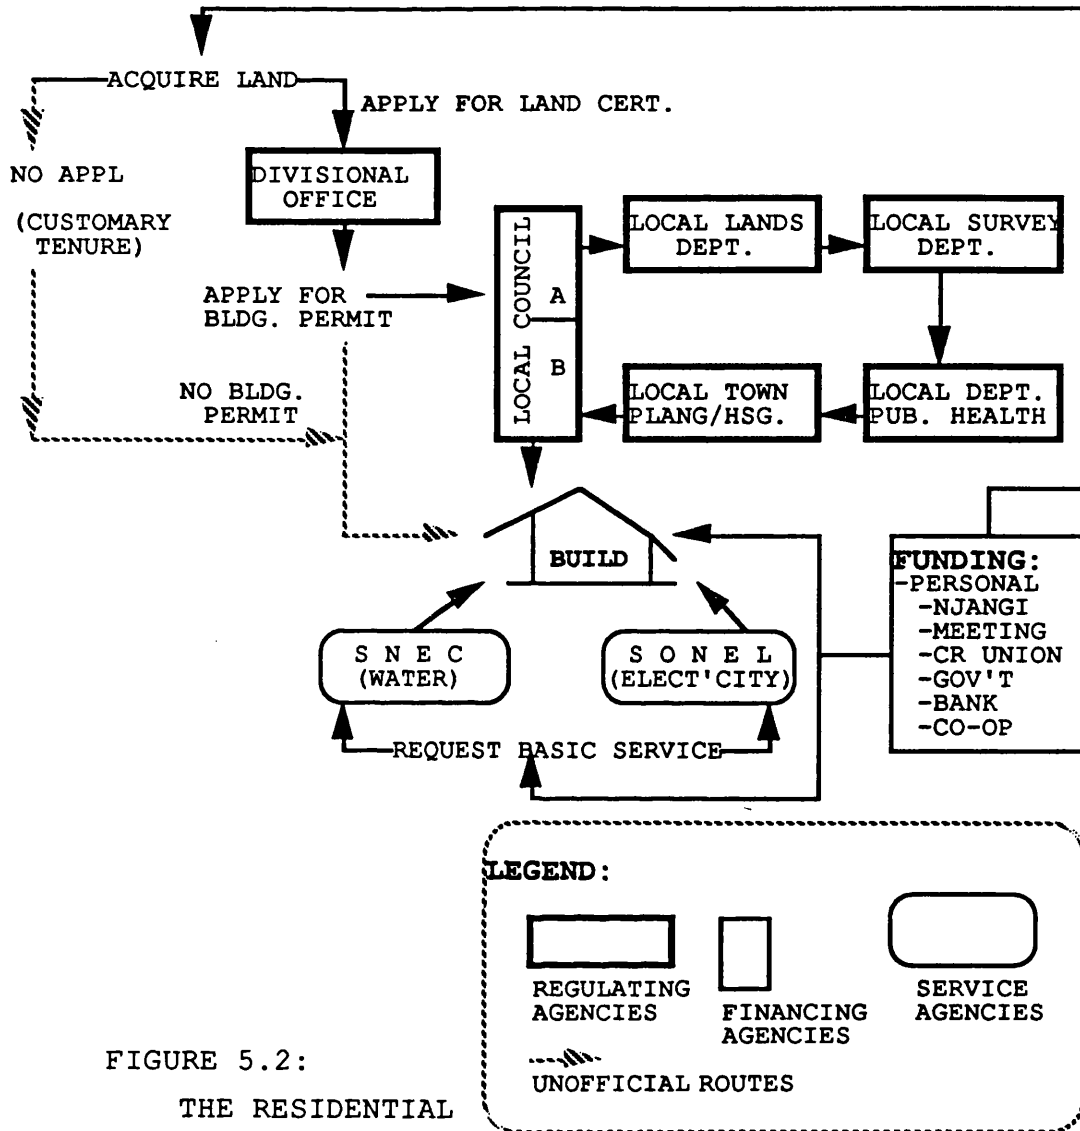 ACQUIRE LAND
APPLY FOR LAND CERT.
NO APPL
(CUSTOMARY
TENURE)
DIVISIONAL
OFFICE
APPLY FOR
BLDG. PERMIT
NO BLDG.
PERMIT
LOCAL COUNCIL
A
B
LOCAL LANDS
DEPT.
LOCAL SURVEY
DEPT.
LOCAL TOWN
PLANG/HSG.
LOCAL DEPT.
PUB. HEALTH
BUILD
FUNDING:
-PERSONAL
-NJANGI
-MEETING
-CR UNION
-GOV'T
-BANK
-CO-OP
S N E C
(WATER)
S O N E L
(ELECT'CITY)
REQUEST BASIC SERVICE
LEGEND:
REGULATING
AGENCIES
FINANCING
AGENCIES
SERVICE
AGENCIES
UNOFFICIAL ROUTES
FIGURE 5.2:
THE RESIDENTIAL